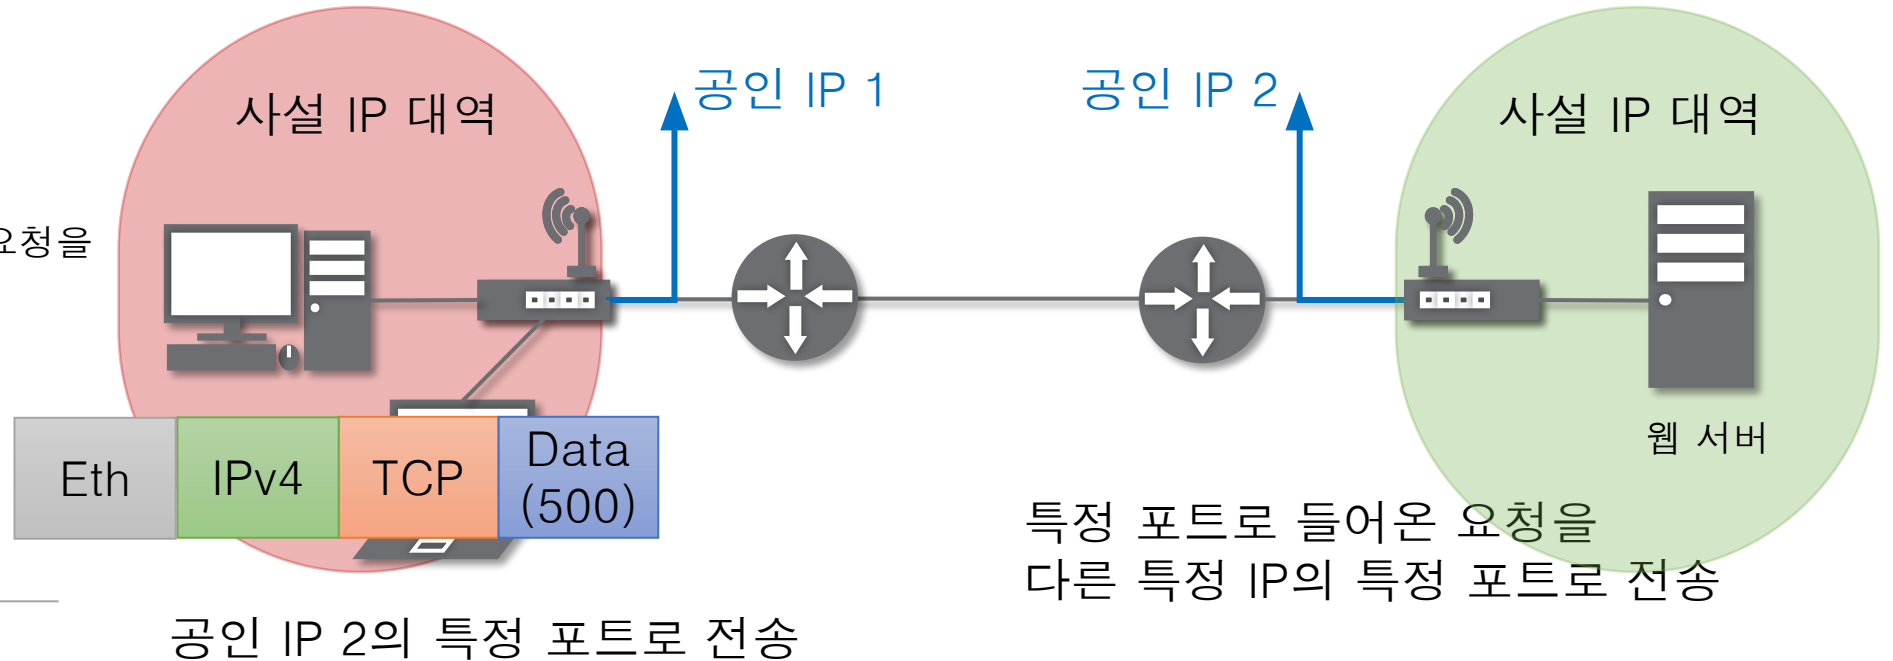 공인 IP 1
공인 IP 2
사설 IP 대역
사설 IP 대역
요청을
웹 서버
Eth
IPv4
TCP
Data
(500)
특정 포트로 들어온 요청을
다른 특정 IP의 특정 포트로 전송
공인 IP 2의 특정 포트로 전송